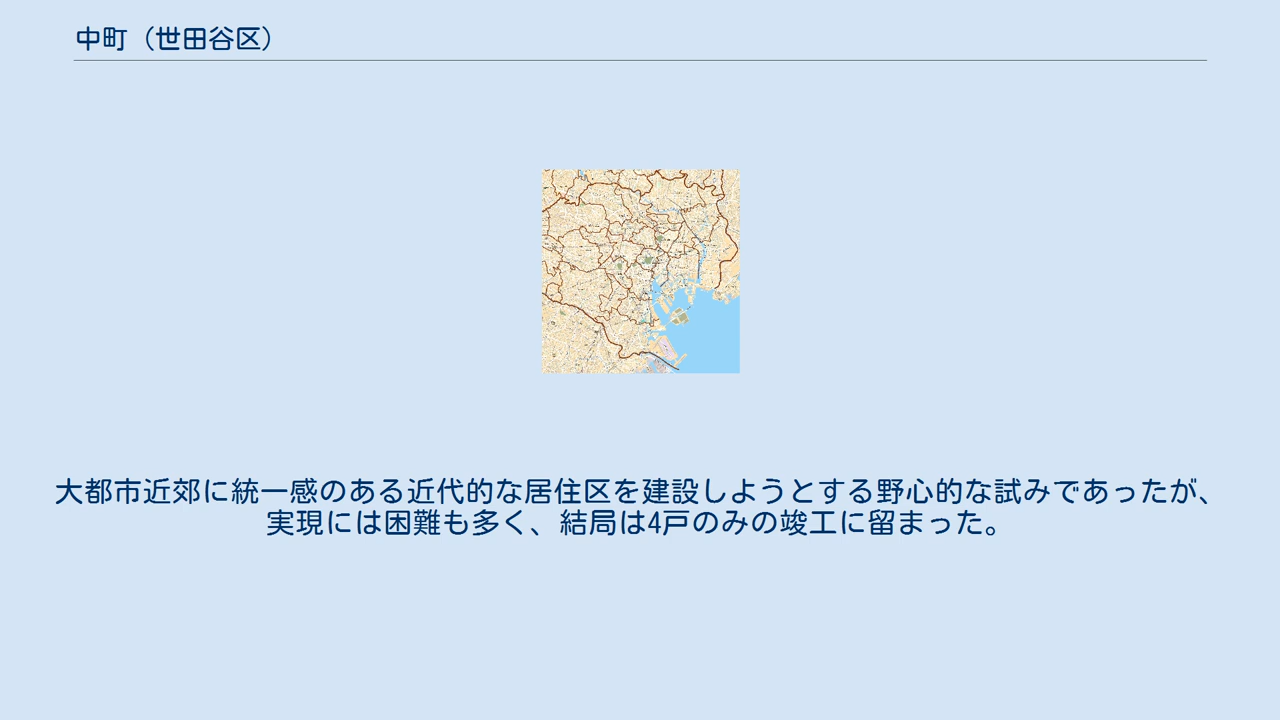 中町（世田谷区）
大都市近郊に統一感のある近代的な居住区を建設しようとする野心的な試みであったが、
実現には困難も多く、結局は4戸のみの竣工に留まった。